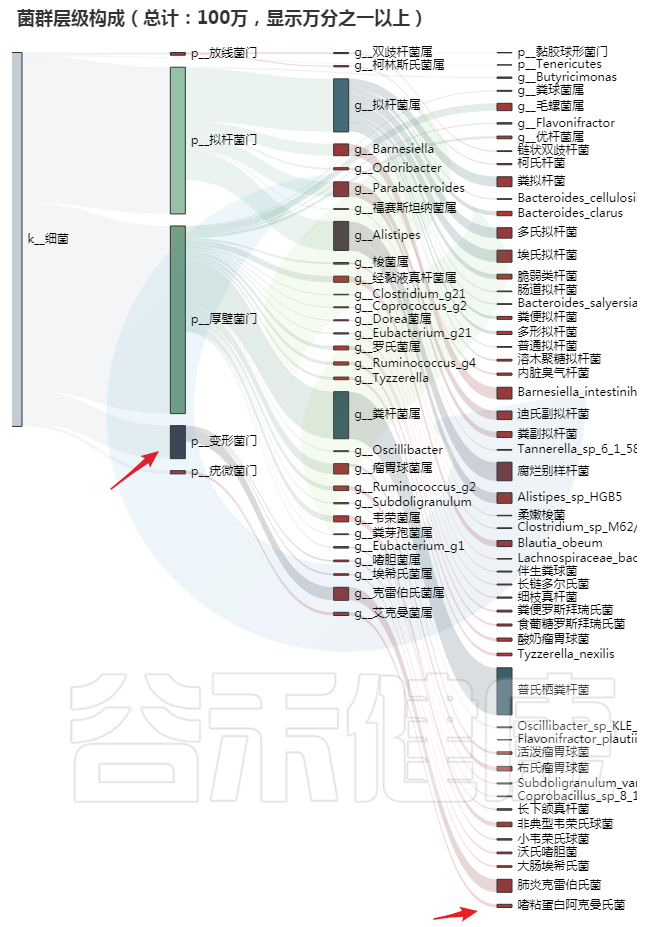 菌群层级构成（总计：100万，显示万分之一以上）
k__细菌
p__放线菌门
p__拟杆菌门
p__厚壁菌门
p__变形菌门
p__疣微菌门
g__双歧杆菌属
g__柯林斯氏菌属
g__拟杆菌属
g__Barnesiella
g__Odoribacter
g__Parabacteroides
g__福赛斯坦纳菌属
g__Alistipes
g__梭菌属
g__经黏液真杆菌属
g__Clostridium_g21
g__Coprococcus_g2
g__Dorea菌属
g__Eubacterium_g21
g__罗氏菌属
g__Ruminococcus_g4
g__Tyzzerella
g__粪杆菌属
g__Oscillibacter
g__瘤胃球菌属
g__Ruminococcus_g2
g__Subdoligranulum
g__韦荣菌属
g__粪芽孢菌属
g__Eubacterium_g1
g__嗜胆菌属
g__埃希氏菌属
g__克雷伯氏菌属
g__艾克曼菌属
p__黏胶球形菌门
p__Tenericutes
g__Butyricimonas
g__粪球菌属
g__毛螺菌属
g__Flavonifractor
g__优杆菌属
链状双歧杆菌
柯氏杆菌
粪拟杆菌
Bacteroides_cellulosi
Bacteroides_clarus
多氏拟杆菌
埃氏拟杆菌
脆弱类杆菌
肠道拟杆菌
Bacteroides_salyersia
粪便拟杆菌
多形拟杆菌
普通拟杆菌
溶木聚糖拟杆菌
内脏臭气杆菌
Barnesiella_intestinih
迪氏副拟杆菌
粪副拟杆菌
Tannerella_sp_6_1_58
腐烂别样杆菌
Alistipes_sp_HGB5
柔嫩梭菌
Clostridium_sp_M62/
Blautia_obeum
Lachnospiraceae_bac
伴生粪球菌
长链多尔氏菌
细枝真杆菌
粪便罗斯拜瑞氏菌
食葡糖罗斯拜瑞氏菌
酸奶瘤胃球菌
Tyzzerella_nexilis
普氏栖粪杆菌
Oscillibacter_sp_KLE_
Flavonifractor_plautii
活泼瘤胃球菌
布氏瘤胃球菌
Subdoligranulum_var
Coprobacillus_sp_8_1
长下颌真杆菌
非典型韦荣氏球菌
小韦荣氏球菌
沃氏嗜胆菌
大肠埃希氏菌
肺炎克雷伯氏菌
嗜粘蛋白阿克曼氏菌
谷禾健康